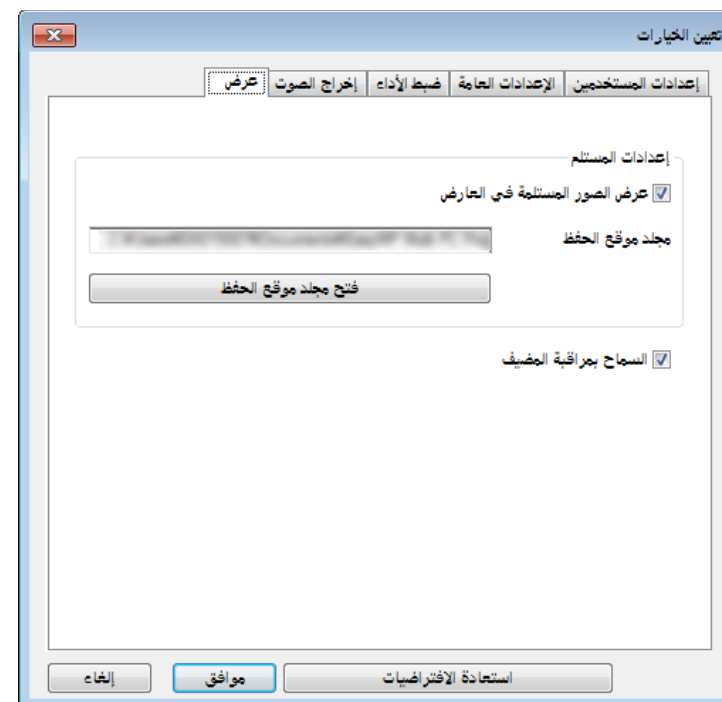 تعيين الخيارات
إعدادات المستخدمين الإعدادات العامة ضبط الأداء إخراج الصوت عرض
إعدادات المستلم
عرض الصور المستلمة في العارض
مجلد موقع الحفظ
فتح مجلد موقع الحفظ
السماح بمراقبة المضيف
استعادة الافتراضيات موافق إلغاء